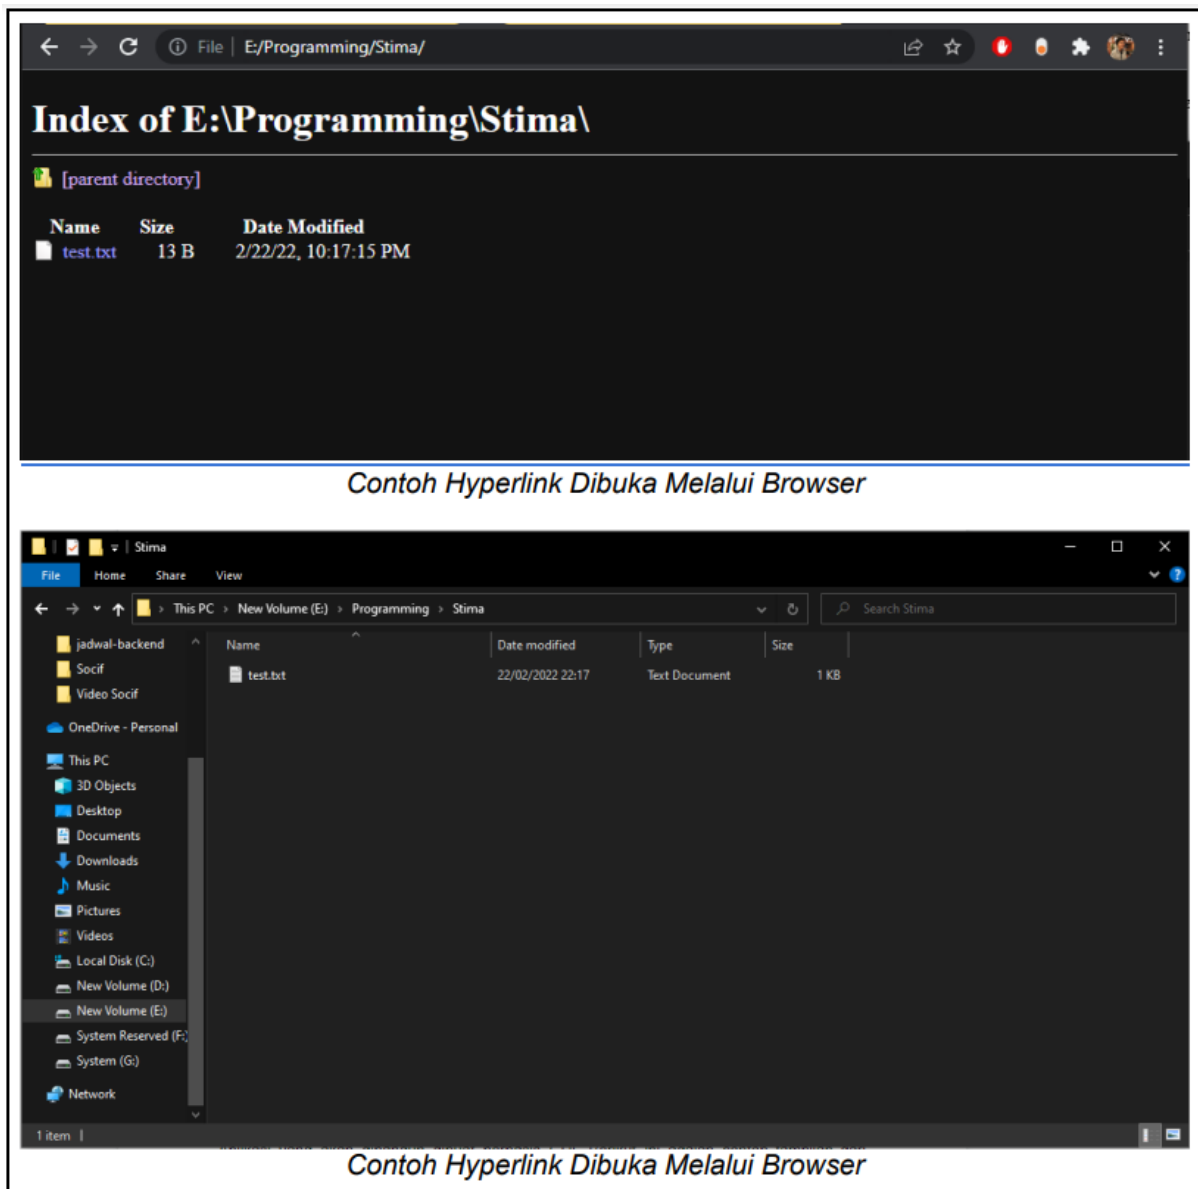 File | E:/Programming/Stima/
Index of E:\Programming\Stima\
[parent directory]
Name Size Date Modified
test.txt 13 B 2/22/22, 10:17:15 PM
Contoh Hyperlink Dibuka Melalui Browser
Stima
File Home Share View
This PC > New Volume (E:) > Programming > Stima
Search Stima
Name Date modified Type Size
test.txt 22/02/2022 22:17 Text Document 1 KB
jadwal-backend
Socif
Video Socif
OneDrive - Personal
This PC
3D Objects
Desktop
Documents
Downloads
Music
Pictures
Videos
Local Disk (C:)
New Volume (D:)
New Volume (E:)
System Reserved (F:)
System (G:)
Network
1 item
Contoh Hyperlink Dibuka Melalui Browser